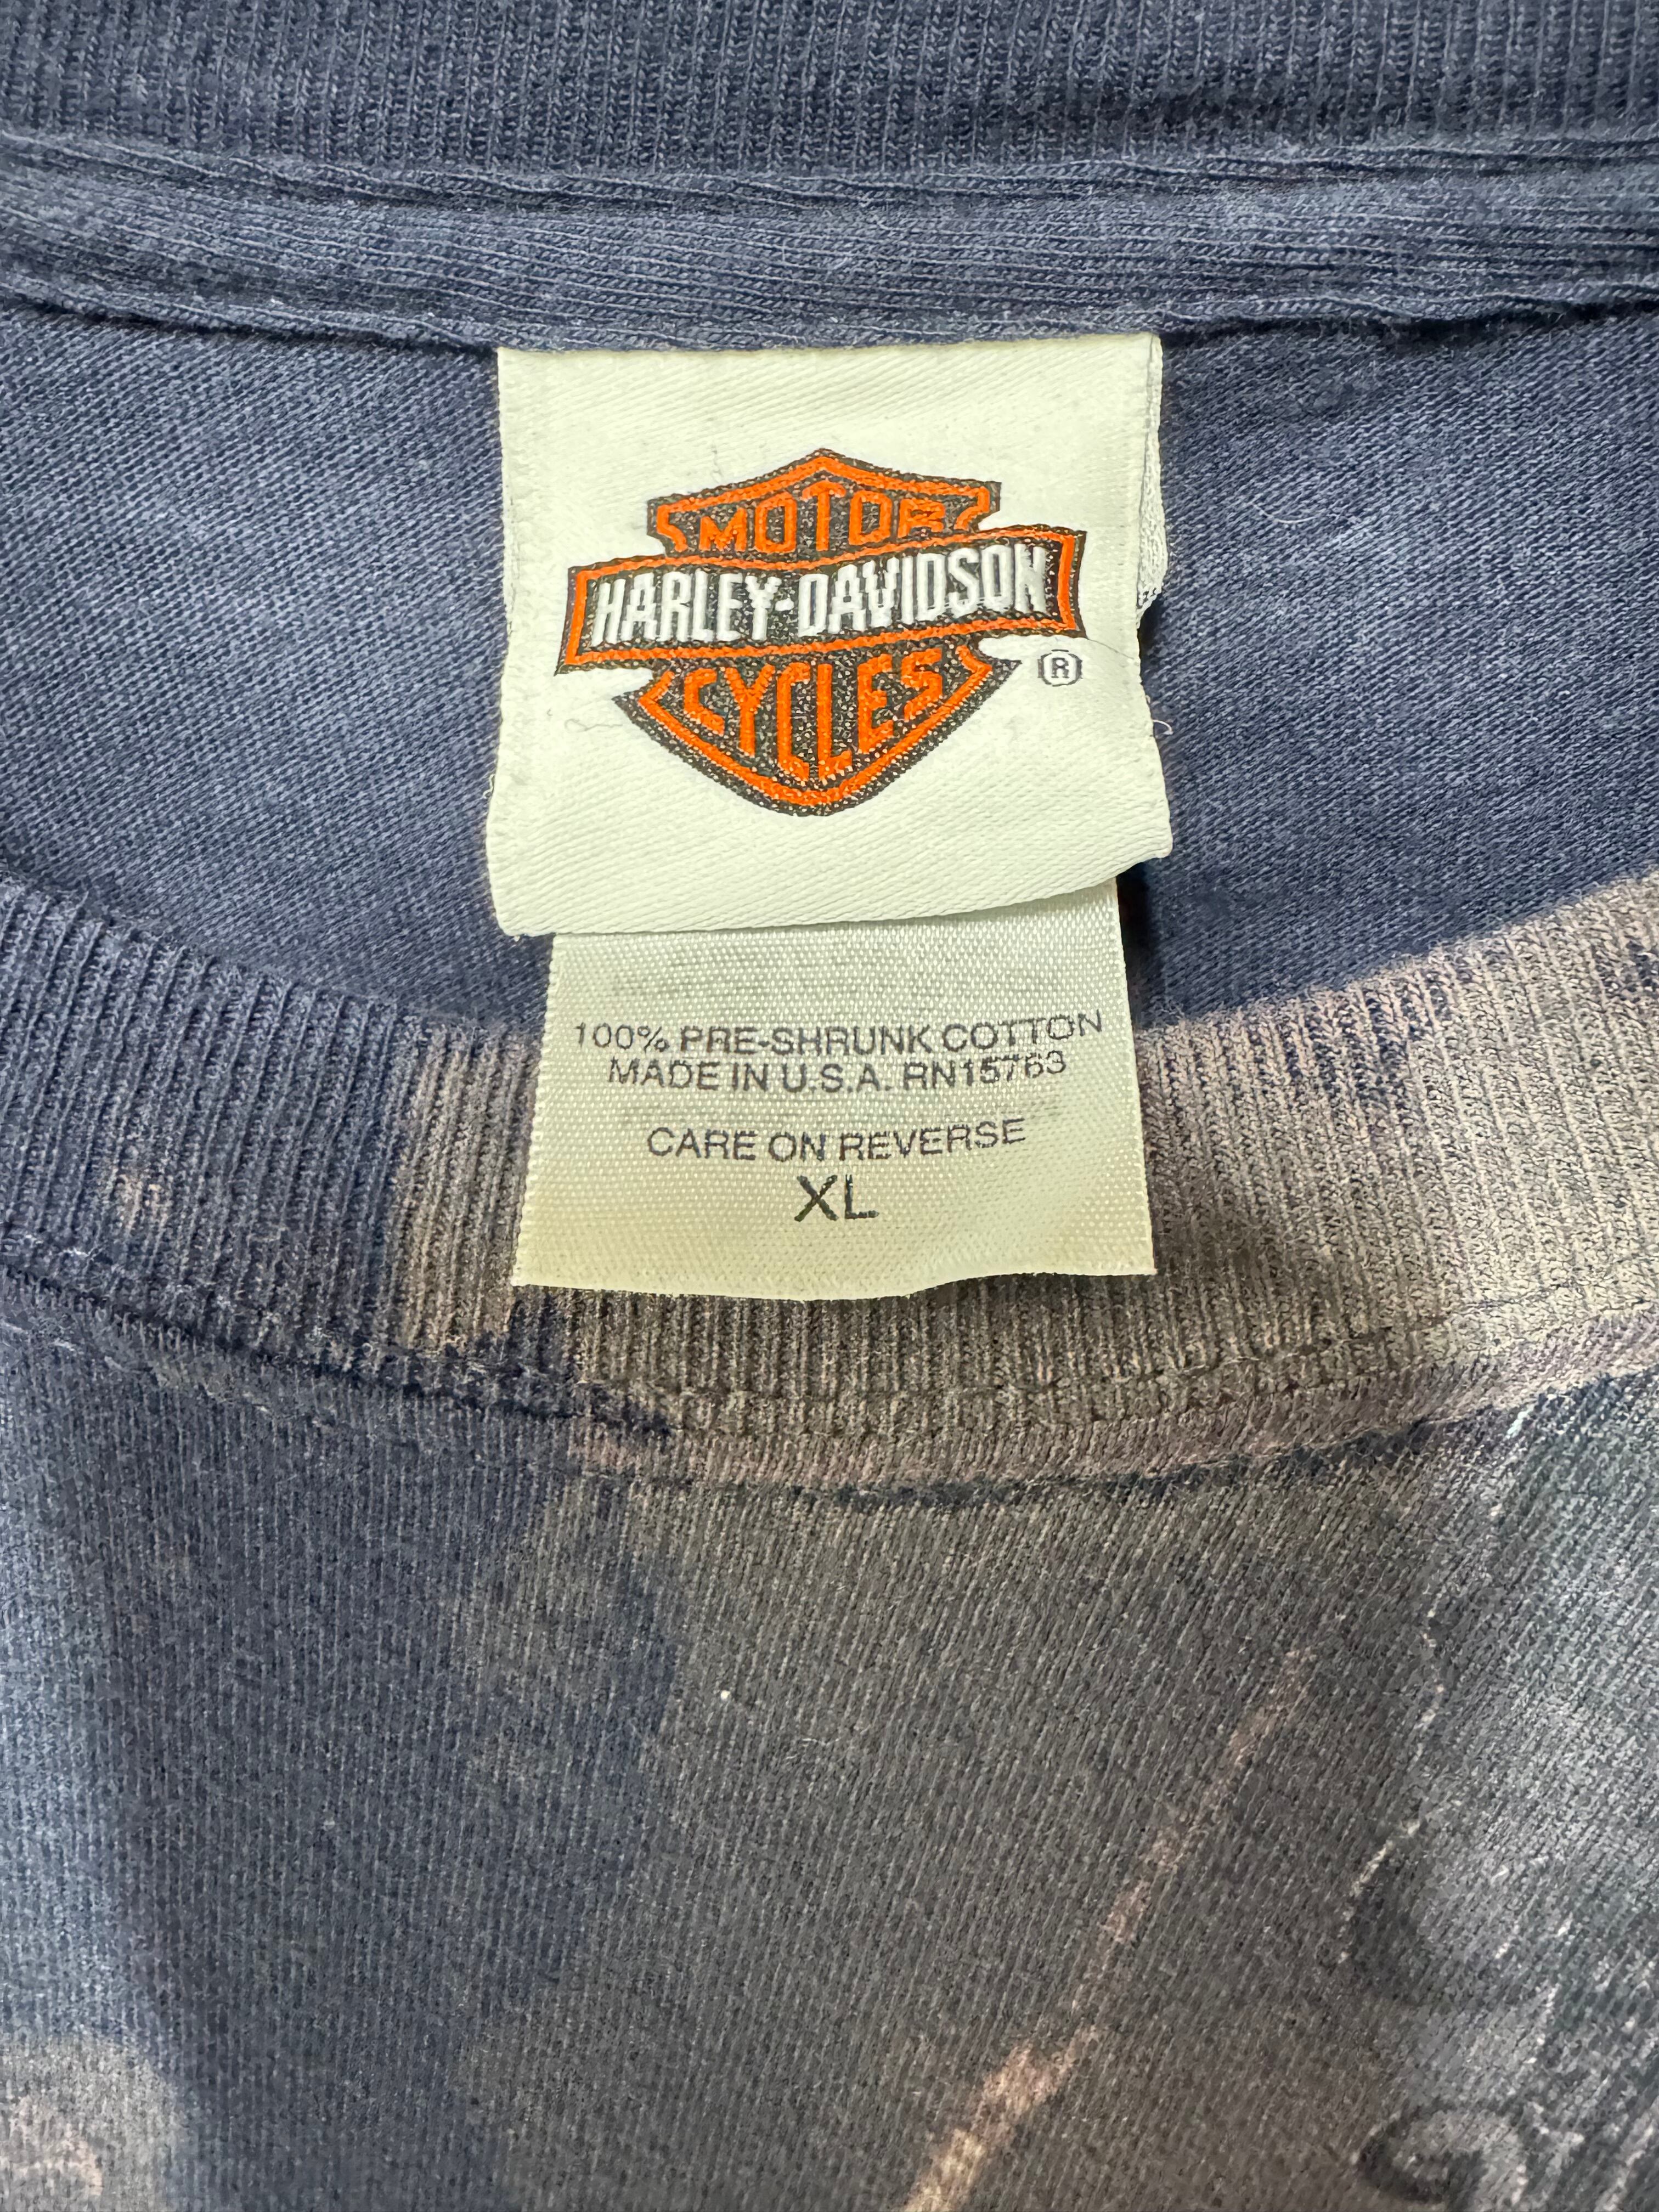 MOTOR
HARLEY-DAVIDSON
CYCLES
®
100% PRE-SHRUNK COTTON
MADE IN U.S.A. RN15763
CARE ON REVERSE
XL